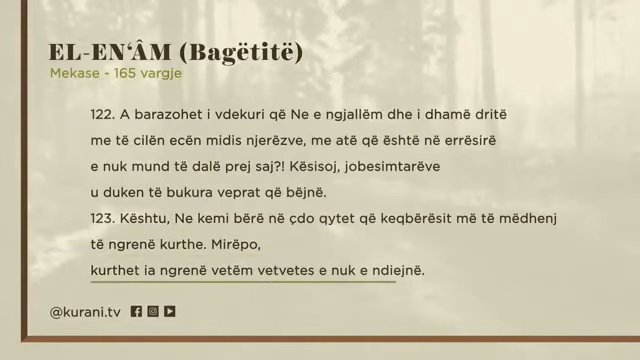 EL-EN‘ÂM (Bagëtitë)
Mekase - 165 vargje
122. A barazohet i vdekuri që Ne e ngjallëm dhe i dhamë dritë
me të cilën ecën midis njerëzve, me atë që është në errësirë
e nuk mund të dalë prej saj?! Kësisoj, jobesimtarëve
u duken të bukura veprat që bëjnë.
123. Kështu, Ne kemi bërë në çdo qytet që keqbërësit më të mëdhenj
të ngrenë kurthe. Mirëpo,
kurthet ia ngrenë vetëm vetvetes e nuk e ndiejnë.
@kurani.tv